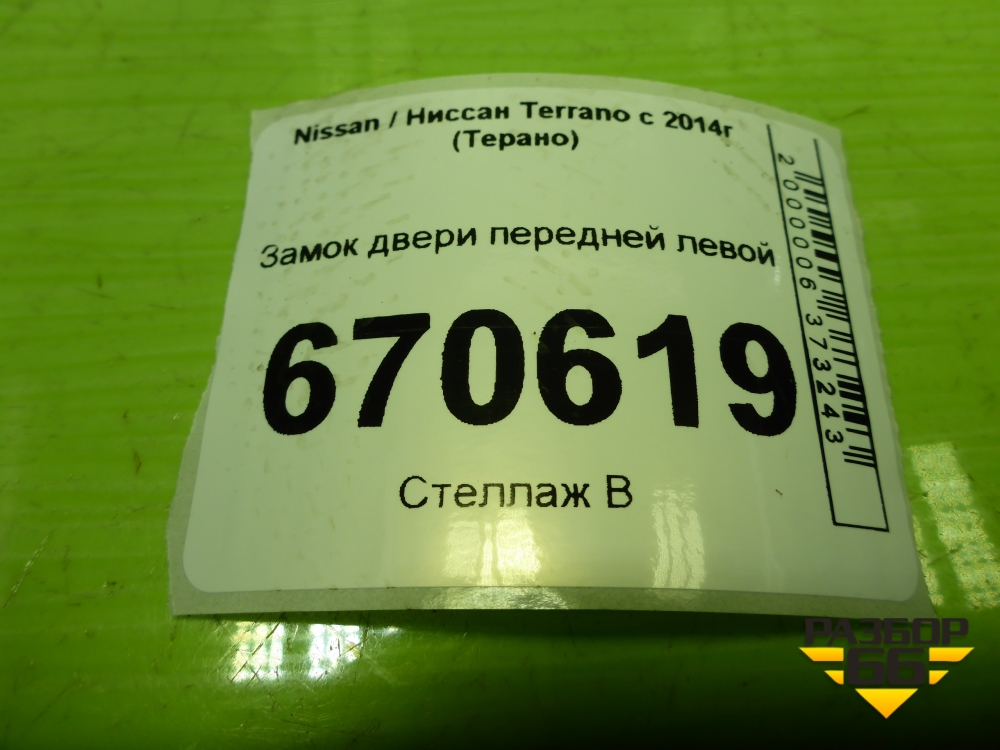 Nissan / Ниссан Terrano с 2014г
(Терано)
Замок двери передней левой
670619
Стеллаж В
2000006373243
РАЗБОР
66